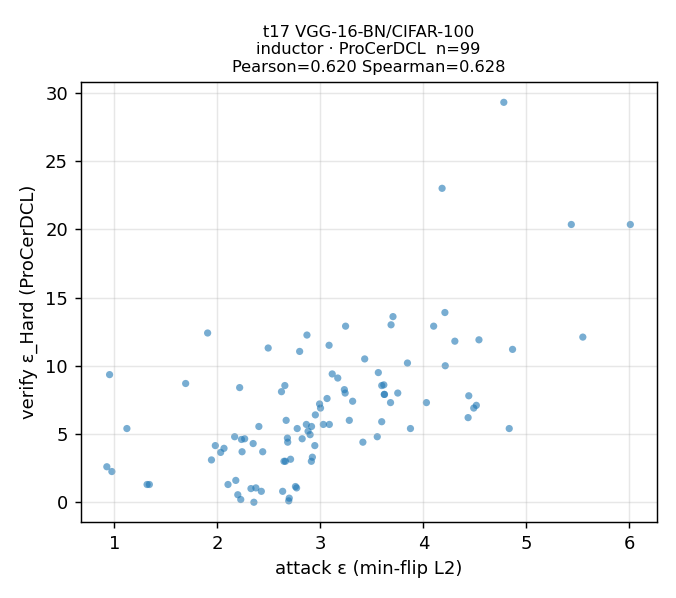 t17 VGG-16-BN/CIFAR-100
inductor · ProCerDCL  n=99
Pearson=0.620 Spearman=0.628
30
25
20
15
10
5
0
verify ε_Hard (ProCerDCL)
1 2 3 4 5 6
attack ε (min-flip L2)